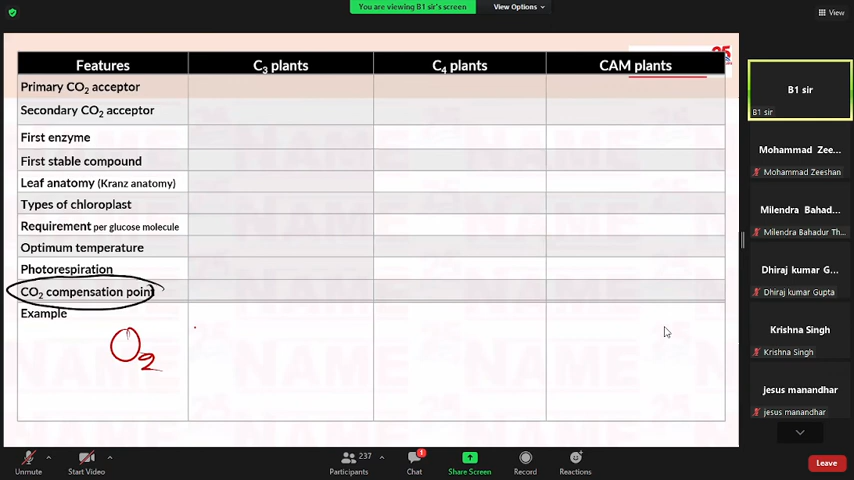 You are viewing B1 sir's screen
View Options
View
25
Features C3 plants C4 plants CAM plants
Primary CO2 acceptor
Secondary CO2 acceptor
First enzyme
First stable compound
Leaf anatomy (Kranz anatomy)
Types of chloroplast
Requirement per glucose molecule
Optimum temperature
Photorespiration
CO2 compensation point
Example
O2
NAME
B1 sir
B1 sir
Mohammad Zee...
Mohammad Zeeshan
Milendra Bahad...
Milendra Bahadur Th...
Dhiraj kumar G...
Dhiraj kumar Gupta
Krishna Singh
Krishna Singh
jesus manandhar
jesus manandhar
Unmute
Start Video
237
Participants
1
Chat
Share Screen
Record
Reactions
Leave